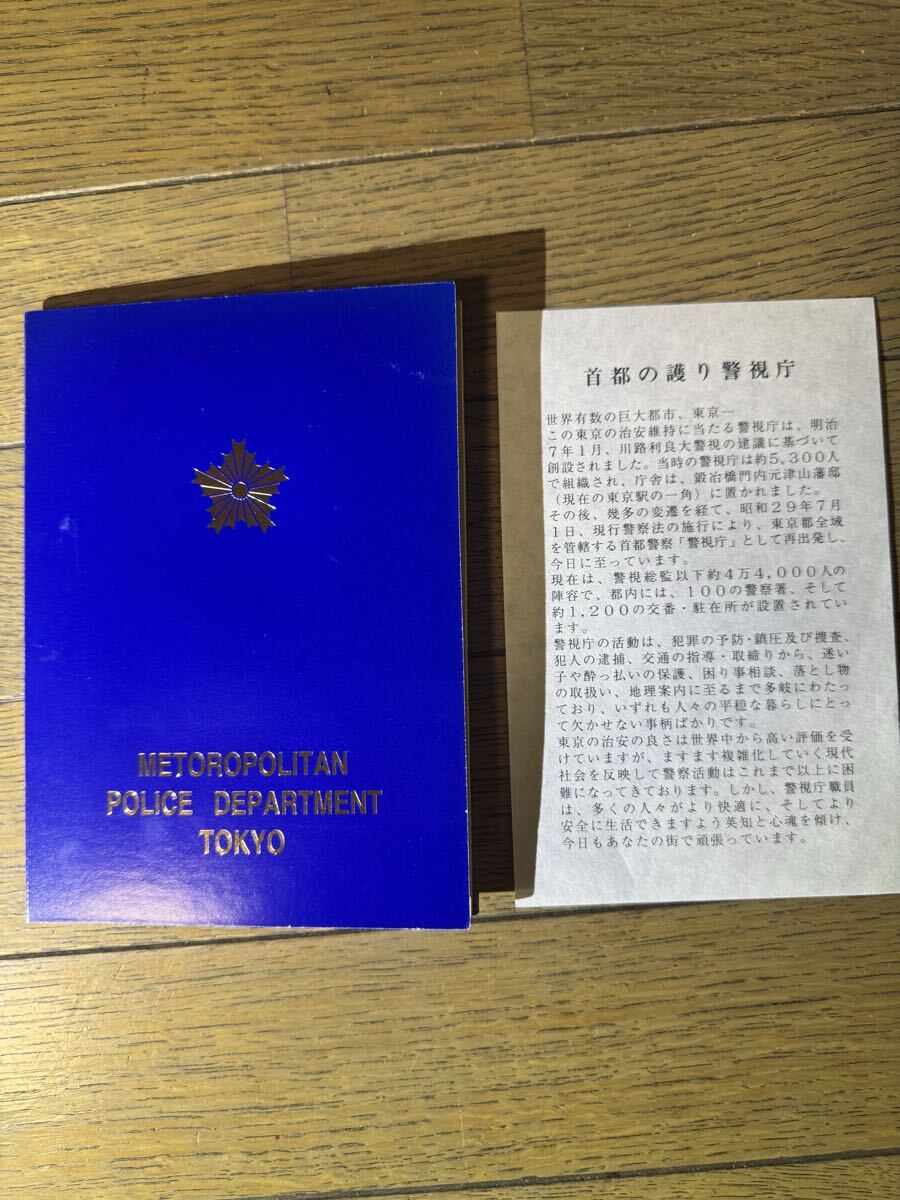 METOROPOLITAN
POLICE DEPARTMENT
TOKYO
首都の護り警視庁
世界有数の巨大都市、東京…
この東京の治安維持に当たる警視庁は、明治
7年1月、川路利良大警視の建議に基づいて
創設されました。当時の警視庁は約5,300人
で組織され、庁舎は、鍛冶橋門内元津山藩邸
(現在の東京駅の一角)に置かれました。
その後、幾多の変遷を経て、昭和29年7月
1日、現行警察法の施行により、東京都全域
を管轄する首都警察「警視庁」として再出発し、
今日に至っています。
現在は、警視総監以下約4万4,000人の
陣容で、都内には、100の警察署、そして
約1,200の交番・駐在所が設置されてい
ます。
警視庁の活動は、犯罪の予防・鎮圧及び捜査、
犯人の逮捕、交通の指導・取締りから、迷い
子や酔っ払いの保護、困り事相談、落とし物
の取扱い、地理案内に至るまで多岐にわたっ
ており、いずれも人々の平穏な暮らしにとっ
て欠かせない事柄ばかりです。
東京の治安の良さは世界中から高い評価を受
けていますが、ますます複雑化していく現代
社会を反映して警察活動はこれまで以上に困
難になってきております。しかし、警視庁職員
は、多くの人々がより快適に、そしてより
安全に生活できますよう英知と心魂を傾け、
今日もあなたの街で頑張っています。